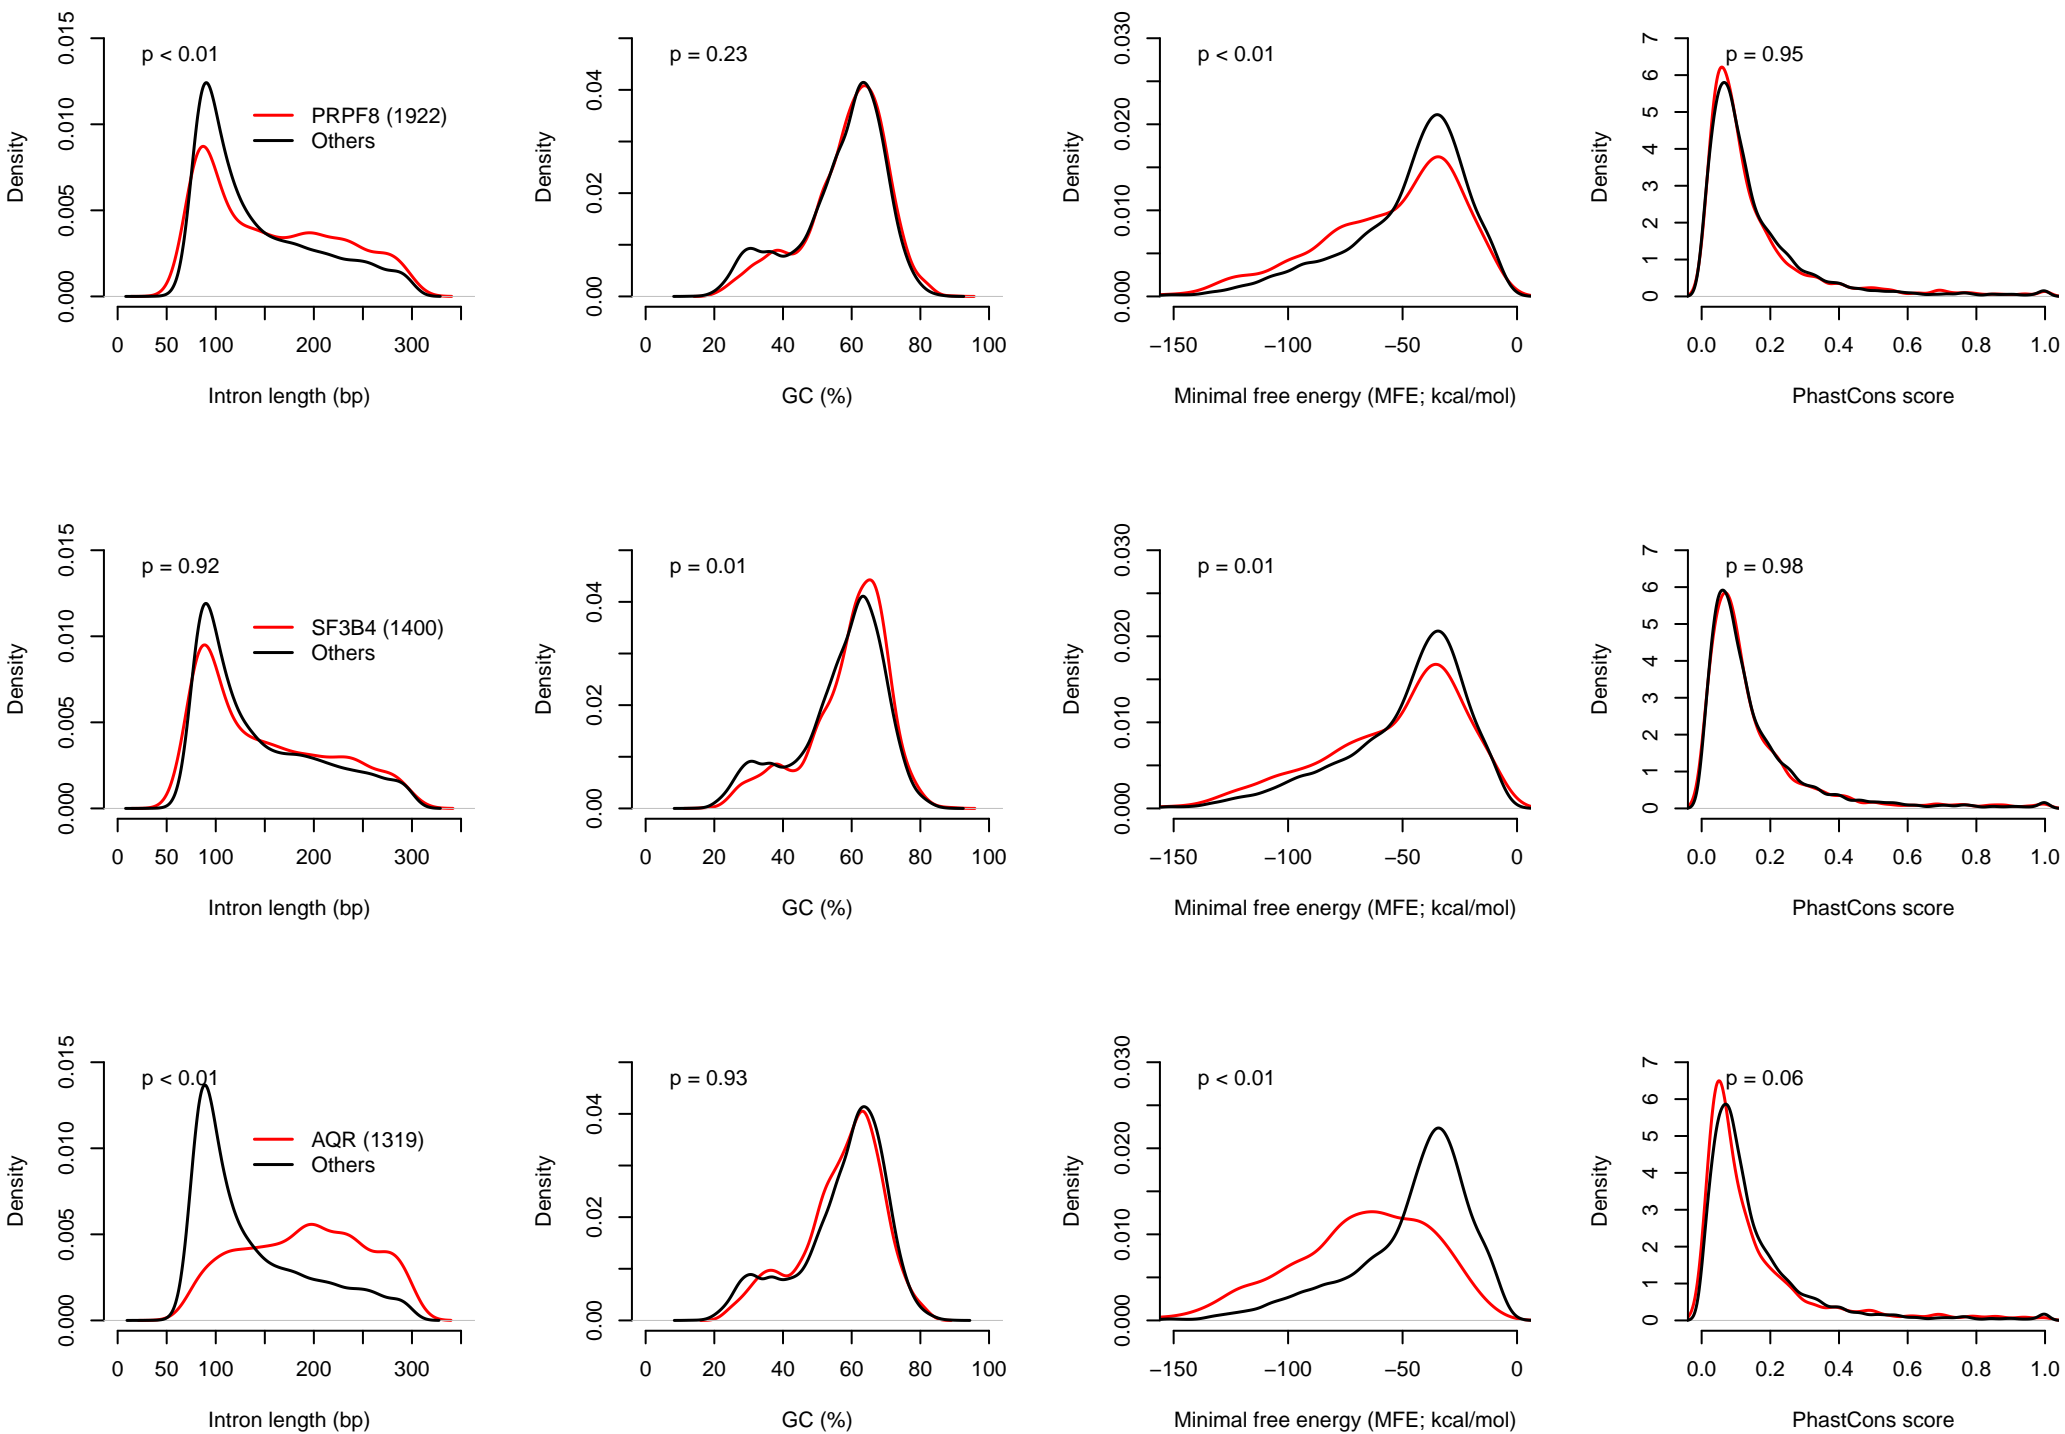 Density
0.000 0.005 0.010 0.015
p < 0.01
PRPF8 (1922)
Others
0 50 100 200 300
Intron length (bp)
Density
0.00 0.02 0.04
p = 0.23
0 20 40 60 80 100
GC (%)
Density
0.000 0.010 0.020 0.030
p < 0.01
−150 −100 −50 0
Minimal free energy (MFE; kcal/mol)
Density
0 1 2 3 4 5 6 7
p = 0.95
0.0 0.2 0.4 0.6 0.8 1.0
PhastCons score
Density
0.000 0.005 0.010 0.015
p = 0.92
SF3B4 (1400)
Others
0 50 100 200 300
Intron length (bp)
Density
0.00 0.02 0.04
p = 0.01
0 20 40 60 80 100
GC (%)
Density
0.000 0.010 0.020 0.030
p = 0.01
−150 −100 −50 0
Minimal free energy (MFE; kcal/mol)
Density
0 1 2 3 4 5 6 7
p = 0.98
0.0 0.2 0.4 0.6 0.8 1.0
PhastCons score
Density
0.000 0.005 0.010 0.015
p < 0.01
AQR (1319)
Others
0 50 100 200 300
Intron length (bp)
Density
0.00 0.02 0.04
p = 0.93
0 20 40 60 80 100
GC (%)
Density
0.000 0.010 0.020 0.030
p < 0.01
−150 −100 −50 0
Minimal free energy (MFE; kcal/mol)
Density
0 1 2 3 4 5 6 7
p = 0.06
0.0 0.2 0.4 0.6 0.8 1.0
PhastCons score